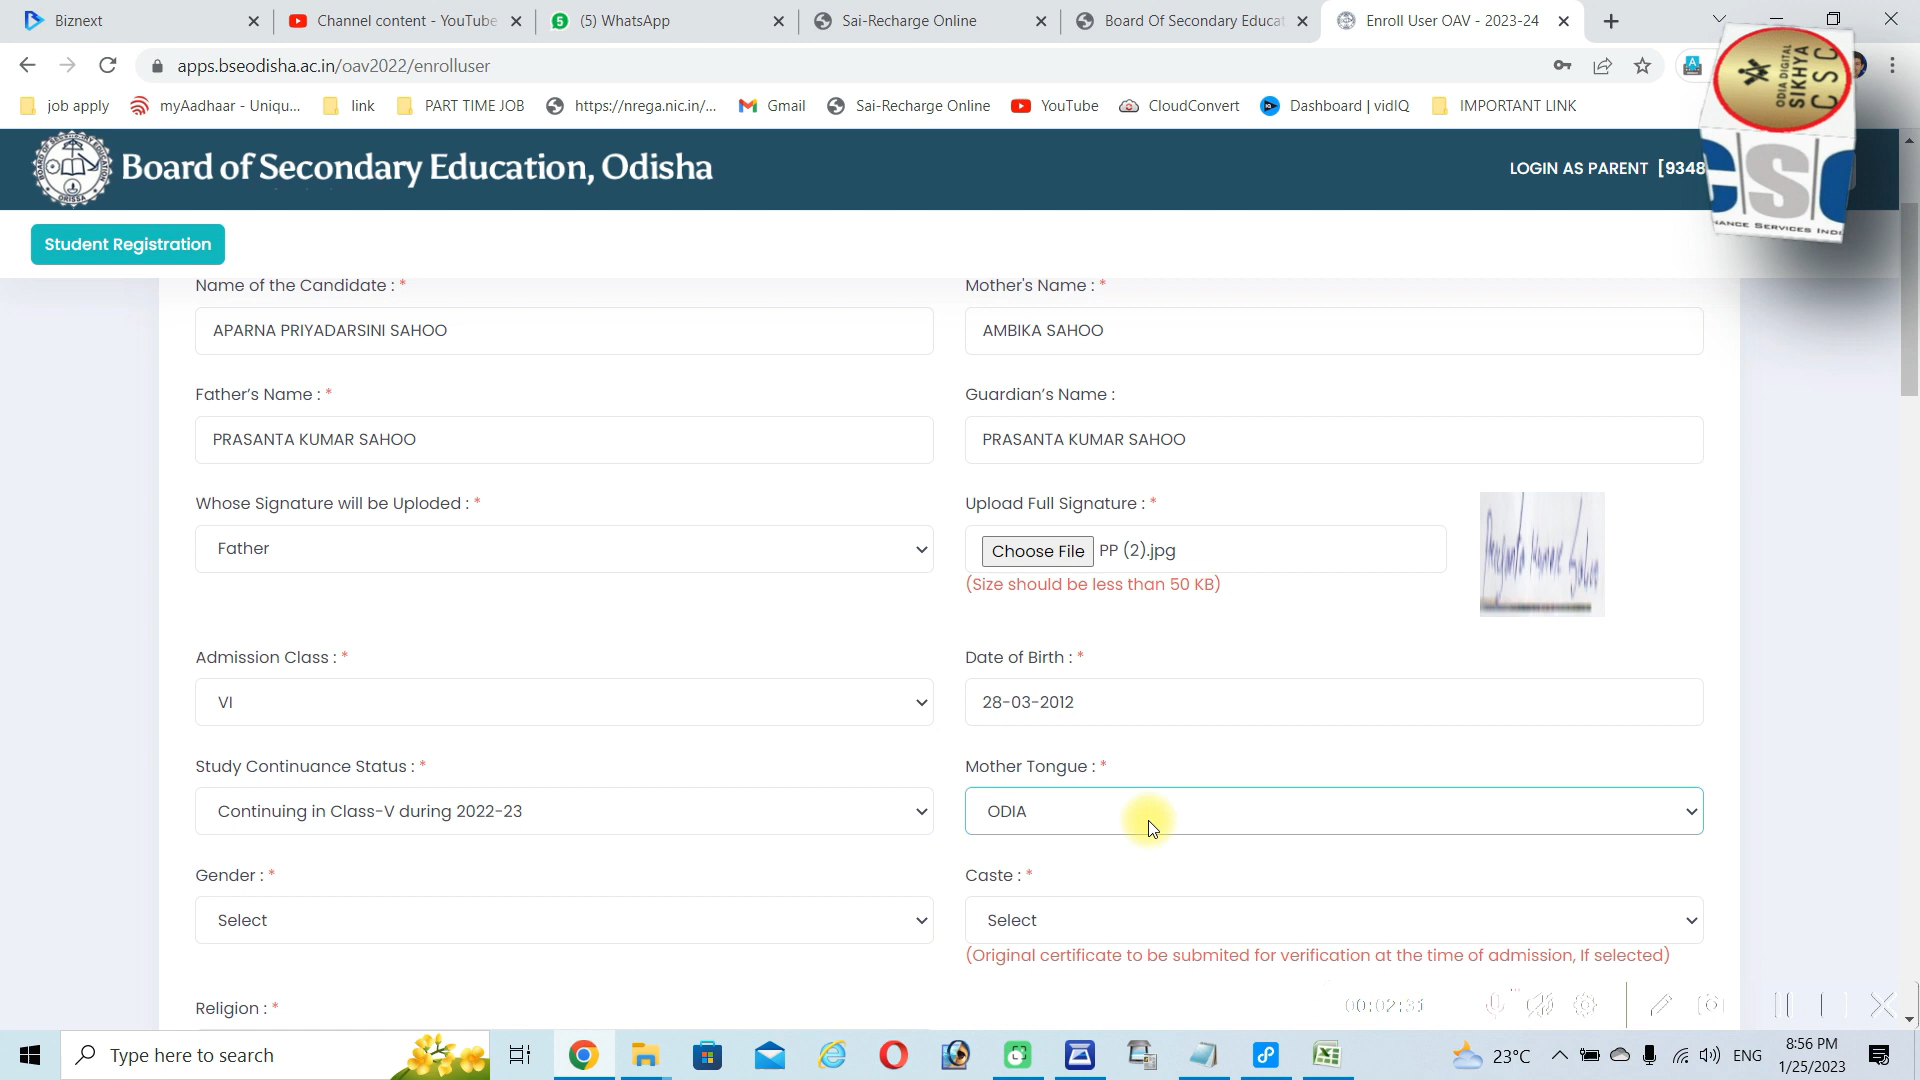 Biznext
Channel content - YouTube
(5) WhatsApp
Sai-Recharge Online
Board Of Secondary Educat
Enroll User OAV - 2023-24
apps.bseodisha.ac.in/oav2022/enrolluser
job apply
myAadhaar - Uniqu...
link
PART TIME JOB
https://nrega.nic.in/...
Gmail
Sai-Recharge Online
YouTube
CloudConvert
Dashboard | vidIQ
IMPORTANT LINK
ODIA DIGITAL
SIKHYA
CSC
Board of Secondary Education, Odisha
LOGIN AS PARENT [9348
Student Registration
Name of the Candidate : *
Mother's Name : *
APARNA PRIYADARSINI SAHOO
AMBIKA SAHOO
Father's Name : *
Guardian's Name :
PRASANTA KUMAR SAHOO
PRASANTA KUMAR SAHOO
Whose Signature will be Uploded : *
Upload Full Signature : *
Father
Choose File PP (2).jpg
(Size should be less than 50 KB)
Admission Class : *
Date of Birth : *
VI
28-03-2012
Study Continuance Status : *
Mother Tongue : *
Continuing in Class-V during 2022-23
ODIA
Gender : *
Caste : *
Select
Select
(Original certificate to be submited for verification at the time of admission, If selected)
Religion : *
00:02:31
Type here to search
23°C
ENG
8:56 PM
1/25/2023